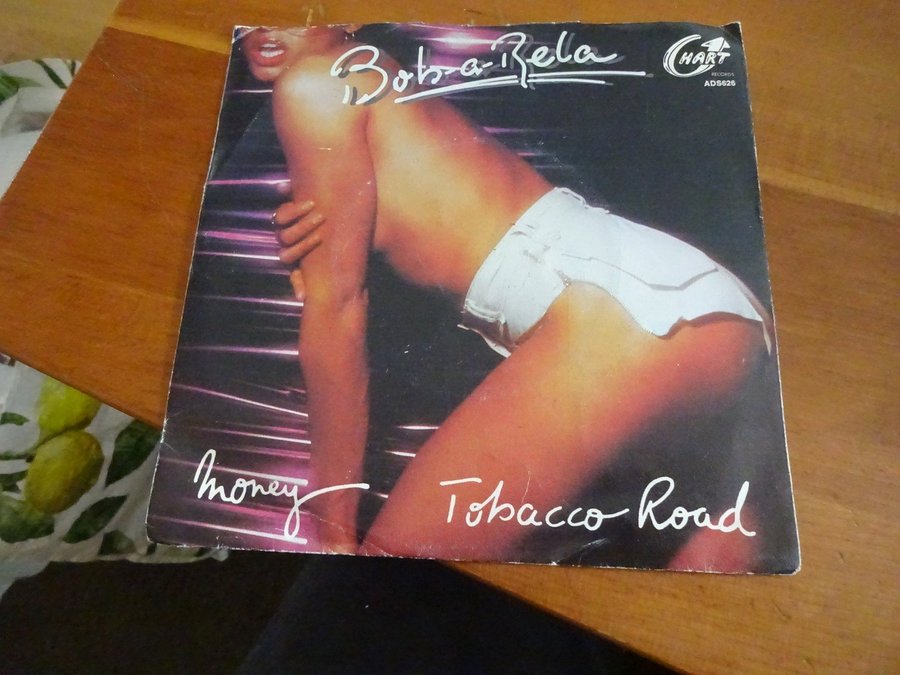 Bob-a-Rela
CHART
RECORDS
ADS626
Money
Tobacco Road